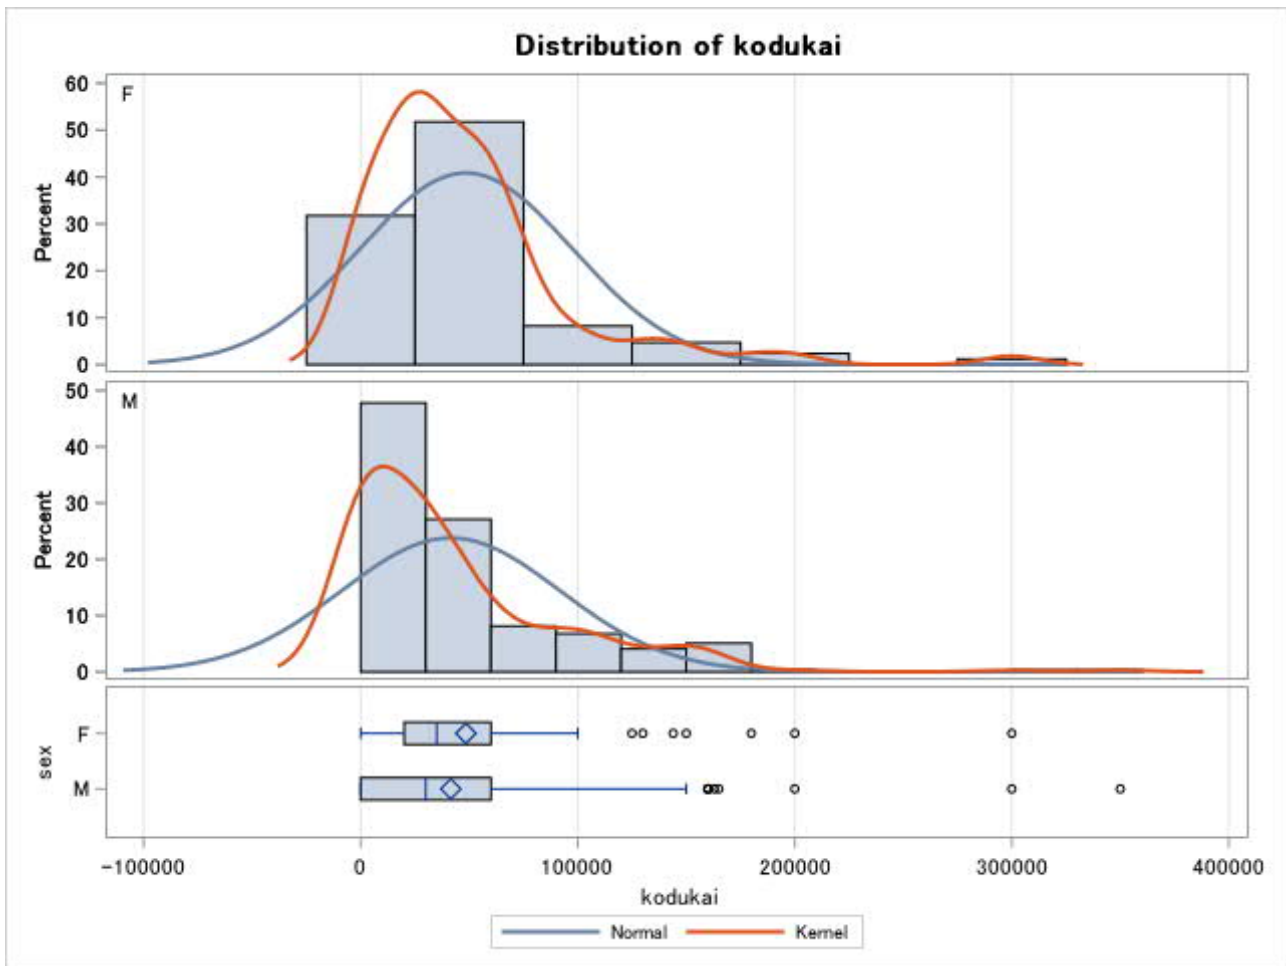 Distribution of kodukai
F
60
50
40
30
20
10
0
Percent
M
50
40
30
20
10
0
Percent
F
M
sex
-100000 0 100000 200000 300000 400000
kodukai
Normal Kernel